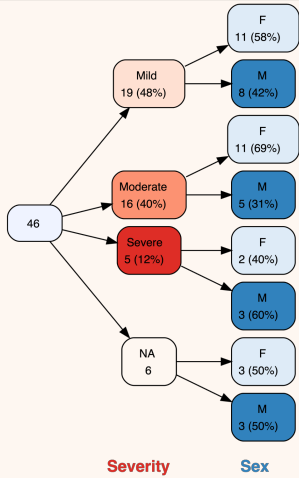 F
11 (58%)
Mild
19 (48%)
M
8 (42%)
F
11 (69%)
Moderate
16 (40%)
M
5 (31%)
46
Severe
5 (12%)
F
2 (40%)
M
3 (60%)
NA
6
F
3 (50%)
M
3 (50%)
Severity
Sex